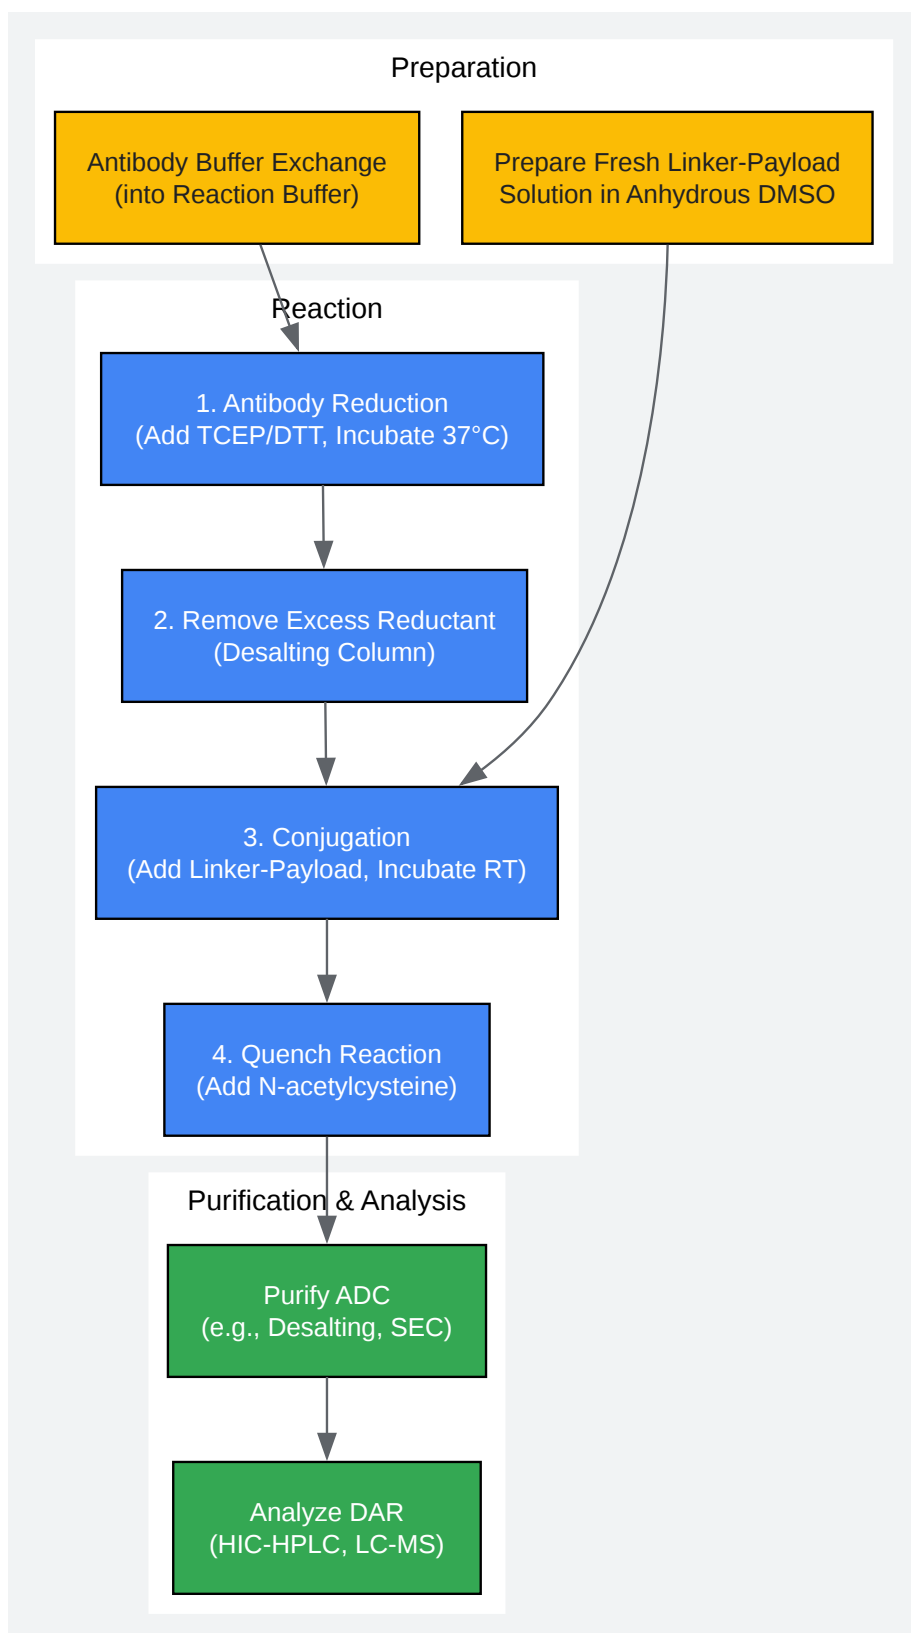 Preparation
Antibody Buffer Exchange
(into Reaction Buffer)
Prepare Fresh Linker-Payload
Solution in Anhydrous DMSO
Reaction
1. Antibody Reduction
(Add TCEP/DTT, Incubate 37°C)
2. Remove Excess Reductant
(Desalting Column)
3. Conjugation
(Add Linker-Payload, Incubate RT)
4. Quench Reaction
(Add N-acetylcysteine)
Purification & Analysis
Purify ADC
(e.g., Desalting, SEC)
Analyze DAR
(HIC-HPLC, LC-MS)